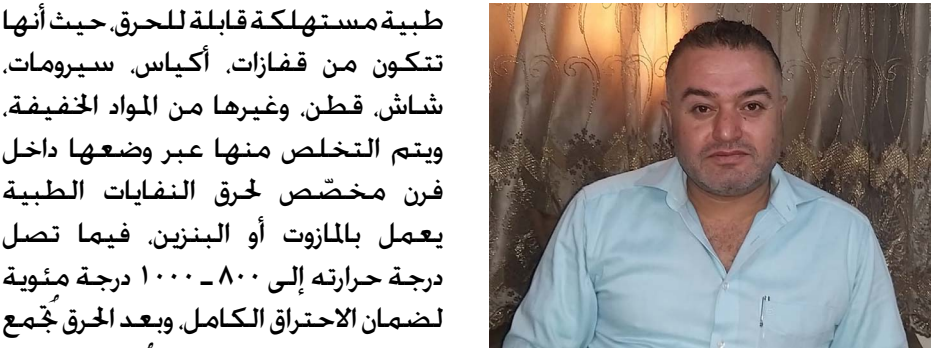 طبية مستهلكة قابلة للحرق، حيث أنها
تتكون من قفازات، أكياس، سيرومات،
شاش، قطن، وغيرها من المواد الخفيفة،
ويتم التخلص منها عبر وضعها داخل
فرن مخصّص لحرق النفايات الطبية
يعمل بالمازوت أو البنزين، فيما تصل
درجة حرارته إلى ٨٠٠ ـ ١٠٠٠ درجة مئوية
لضمان الاحتراق الكامل، وبعد الحرق تُجمع